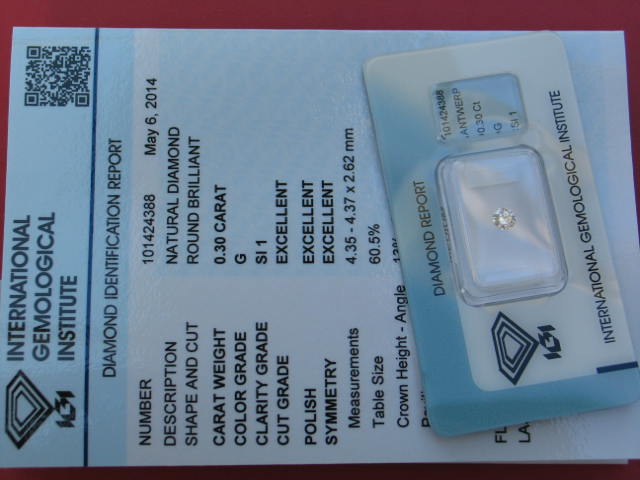 INTERNATIONAL
GEMOLOGICAL
INSTITUTE
IGI
DIAMOND IDENTIFICATION REPORT
NUMBER 101424388 May 6, 2014
DESCRIPTION NATURAL DIAMOND
SHAPE AND CUT ROUND BRILLIANT
CARAT WEIGHT 0.30 CARAT
COLOR GRADE G
CLARITY GRADE SI 1
CUT GRADE EXCELLENT
POLISH EXCELLENT
SYMMETRY EXCELLENT
Measurements 4.35 - 4.37 x 2.62 mm
Table Size 60.5%
Crown Height - Angle
101424388
ANTWERP
0.30 Ct
G
SI 1
DIAMOND REPORT
IGI
INTERNATIONAL GEMOLOGICAL INSTITUTE